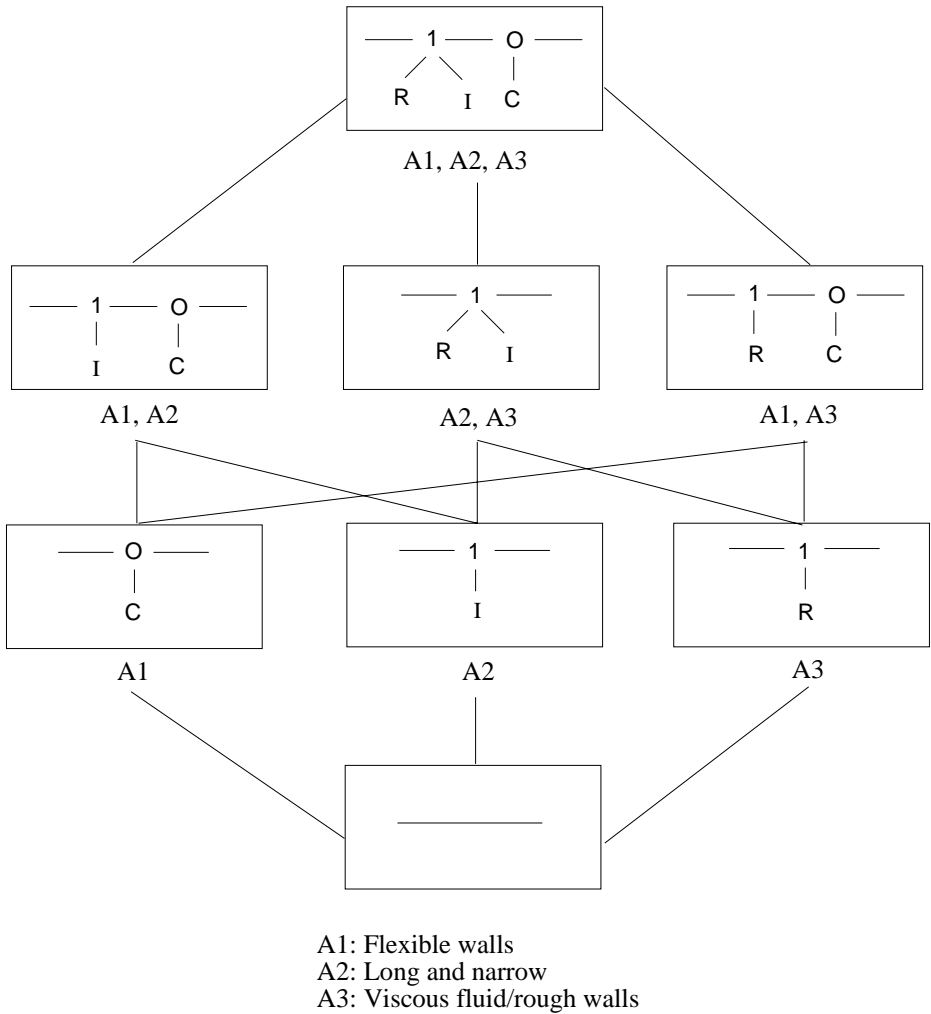 1 O
R I C
A1, A2, A3
1 O 1 1 O
I C R I R C
A1, A2 A2, A3 A1, A3
O 1 1
C I R
A1 A2 A3
A1: Flexible walls
A2: Long and narrow
A3: Viscous fluid/rough walls